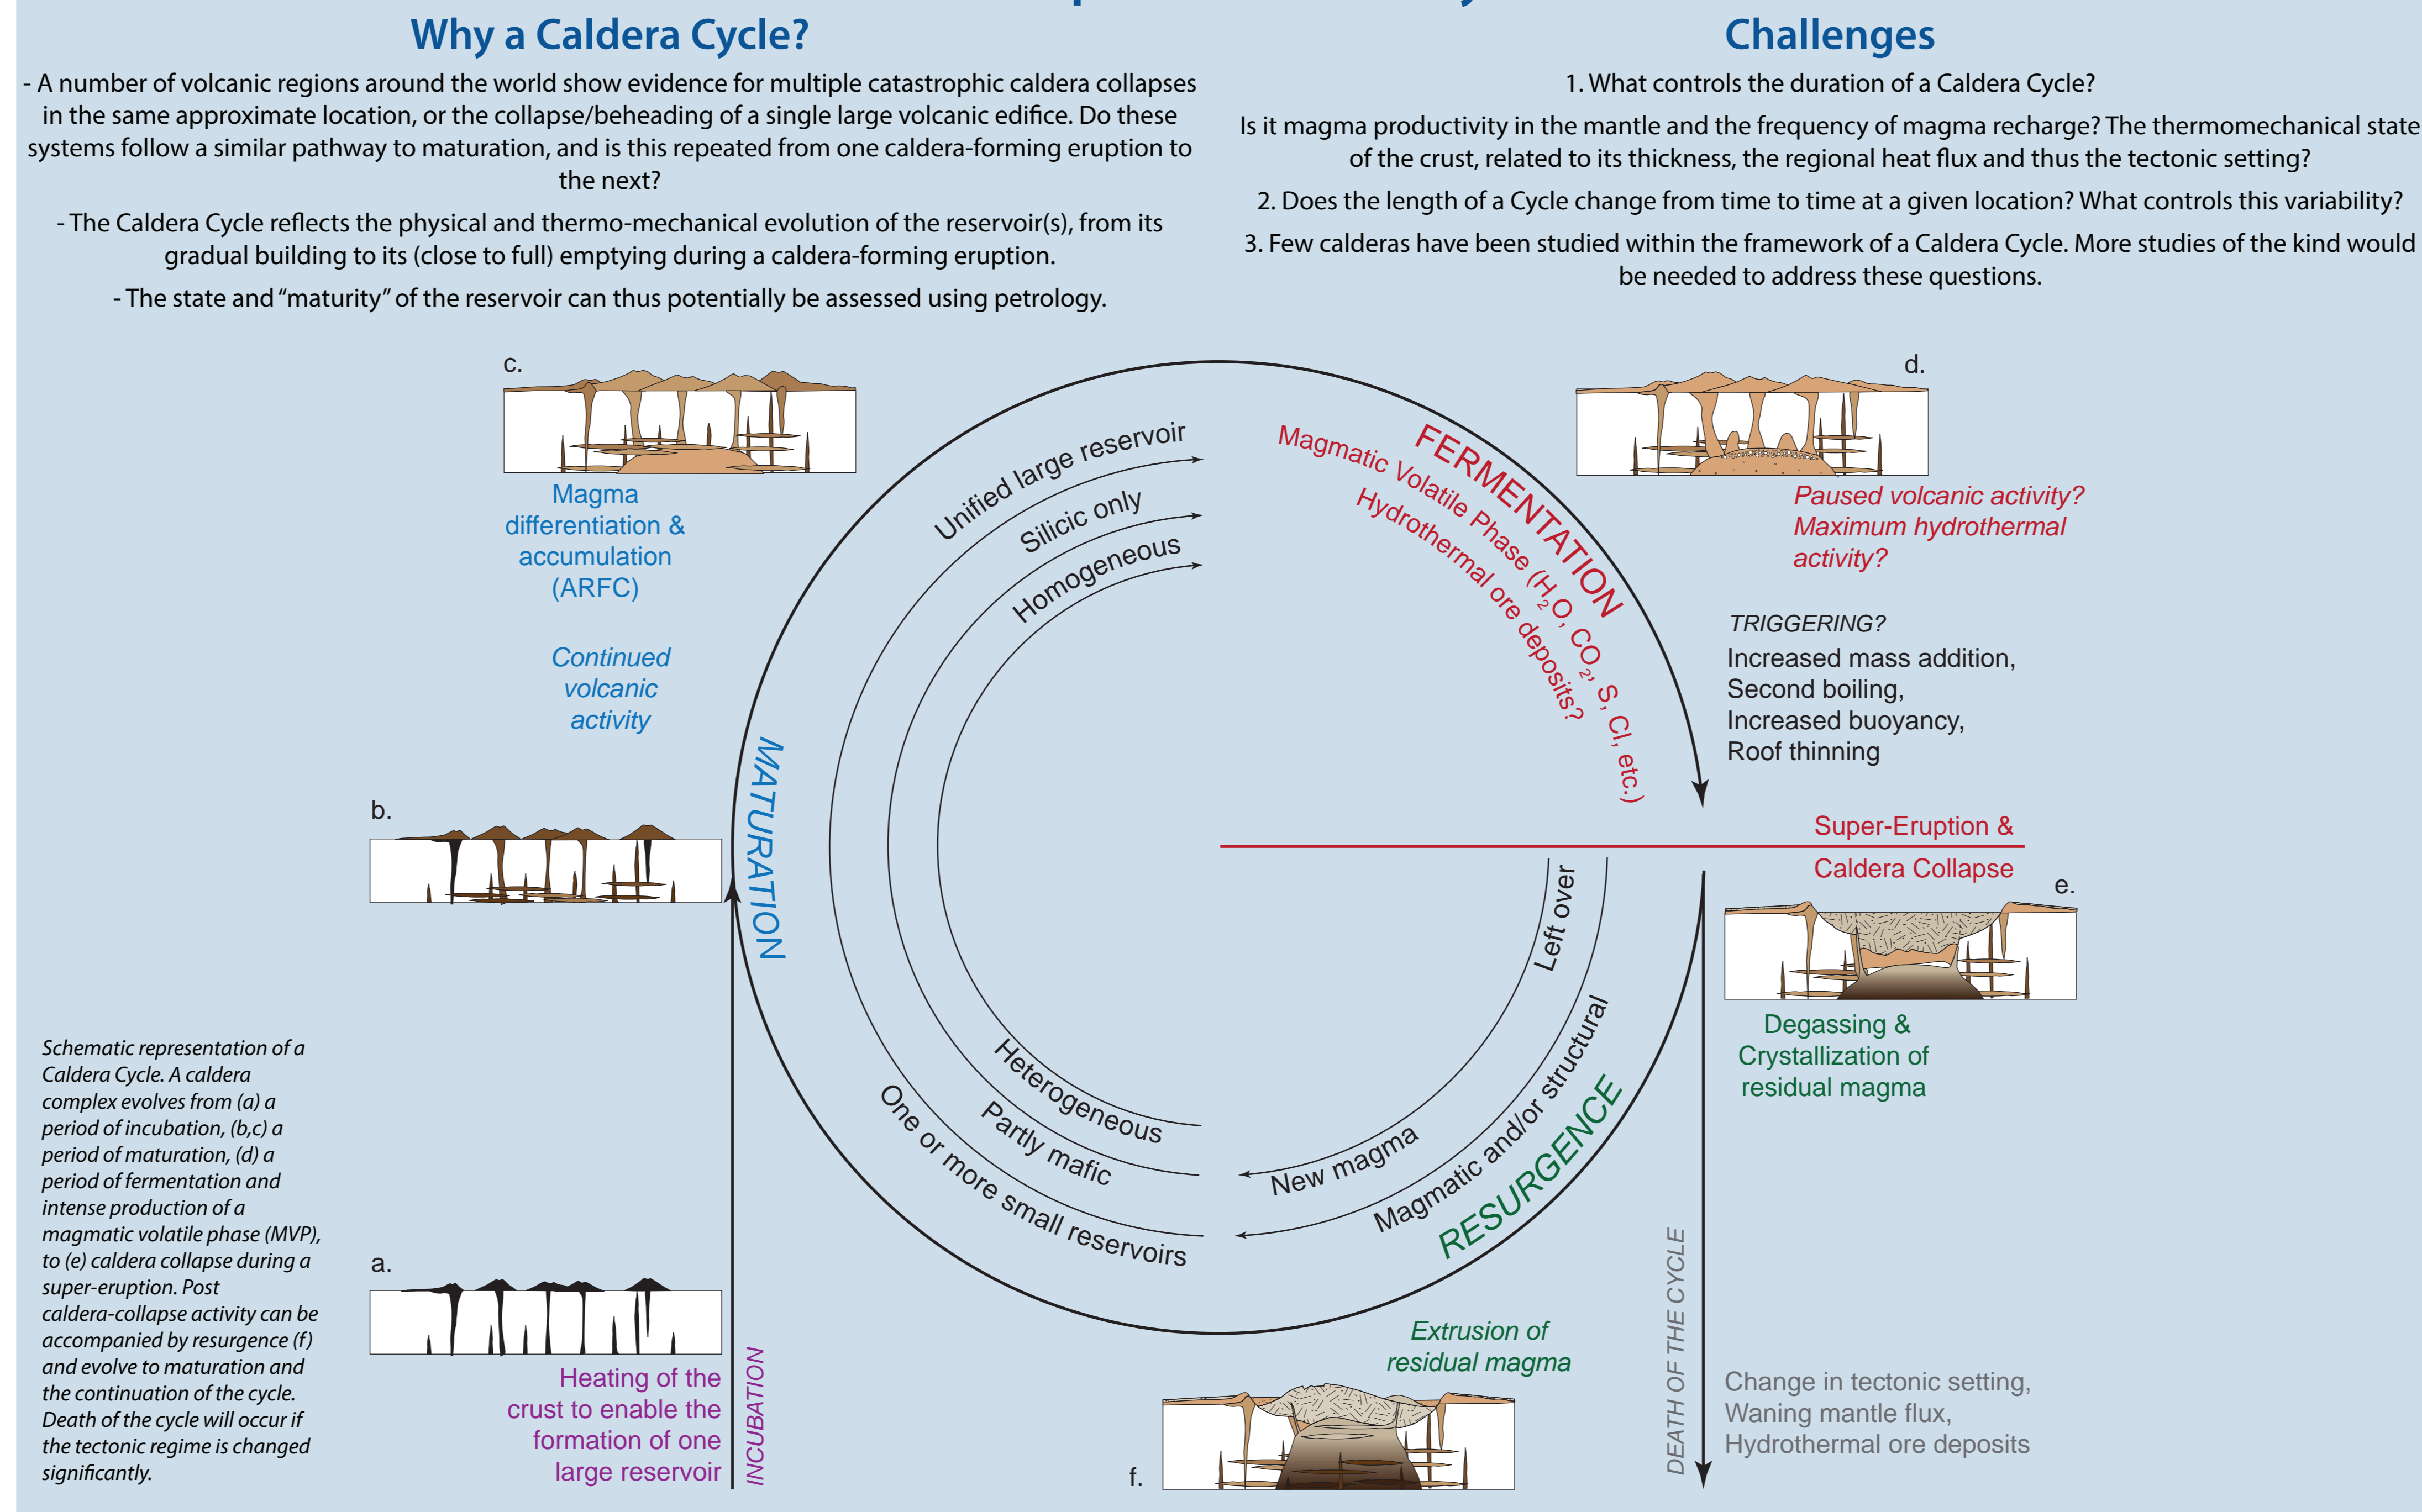 Why a Caldera Cycle?
- A number of volcanic regions around the world show evidence for multiple catastrophic caldera collapses
in the same approximate location, or the collapse/beheading of a single large volcanic edifice. Do these
systems follow a similar pathway to maturation, and is this repeated from one caldera-forming eruption to
the next?
- The Caldera Cycle reflects the physical and thermo-mechanical evolution of the reservoir(s), from its
gradual building to its (close to full) emptying during a caldera-forming eruption.
- The state and “maturity” of the reservoir can thus potentially be assessed using petrology.
Challenges
1. What controls the duration of a Caldera Cycle?
Is it magma productivity in the mantle and the frequency of magma recharge? The thermomechanical state
of the crust, related to its thickness, the regional heat flux and thus the tectonic setting?
2. Does the length of a Cycle change from time to time at a given location? What controls this variability?
3. Few calderas have been studied within the framework of a Caldera Cycle. More studies of the kind would
be needed to address these questions.
c.
Magma
differentiation &
accumulation
(ARFC)
Continued
volcanic
activity
b.
MATURATION
Unified large reservoir
Silicic only
Homogeneous
FERMENTATION
Magmatic Volatile Phase (H2O, CO2, S, Cl, etc.)
Hydrothermal ore deposits?
d.
Paused volcanic activity?
Maximum hydrothermal
activity?
TRIGGERING?
Increased mass addition,
Second boiling,
Increased buoyancy,
Roof thinning
Super-Eruption &
Caldera Collapse
e.
Degassing &
Crystallization of
residual magma
Left over
New magma
Magmatic and/or structural
RESURGENCE
Heterogeneous
Partly mafic
One or more small reservoirs
Schematic representation of a
Caldera Cycle. A caldera
complex evolves from (a) a
period of incubation, (b,c) a
period of maturation, (d) a
period of fermentation and
intense production of a
magmatic volatile phase (MVP),
to (e) caldera collapse during a
super-eruption. Post
caldera-collapse activity can be
accompanied by resurgence (f)
and evolve to maturation and
the continuation of the cycle.
Death of the cycle will occur if
the tectonic regime is changed
significantly.
a.
Heating of the
crust to enable the
formation of one
large reservoir
INCUBATION
Extrusion of
residual magma
f.
DEATH OF THE CYCLE
Change in tectonic setting,
Waning mantle flux,
Hydrothermal ore deposits